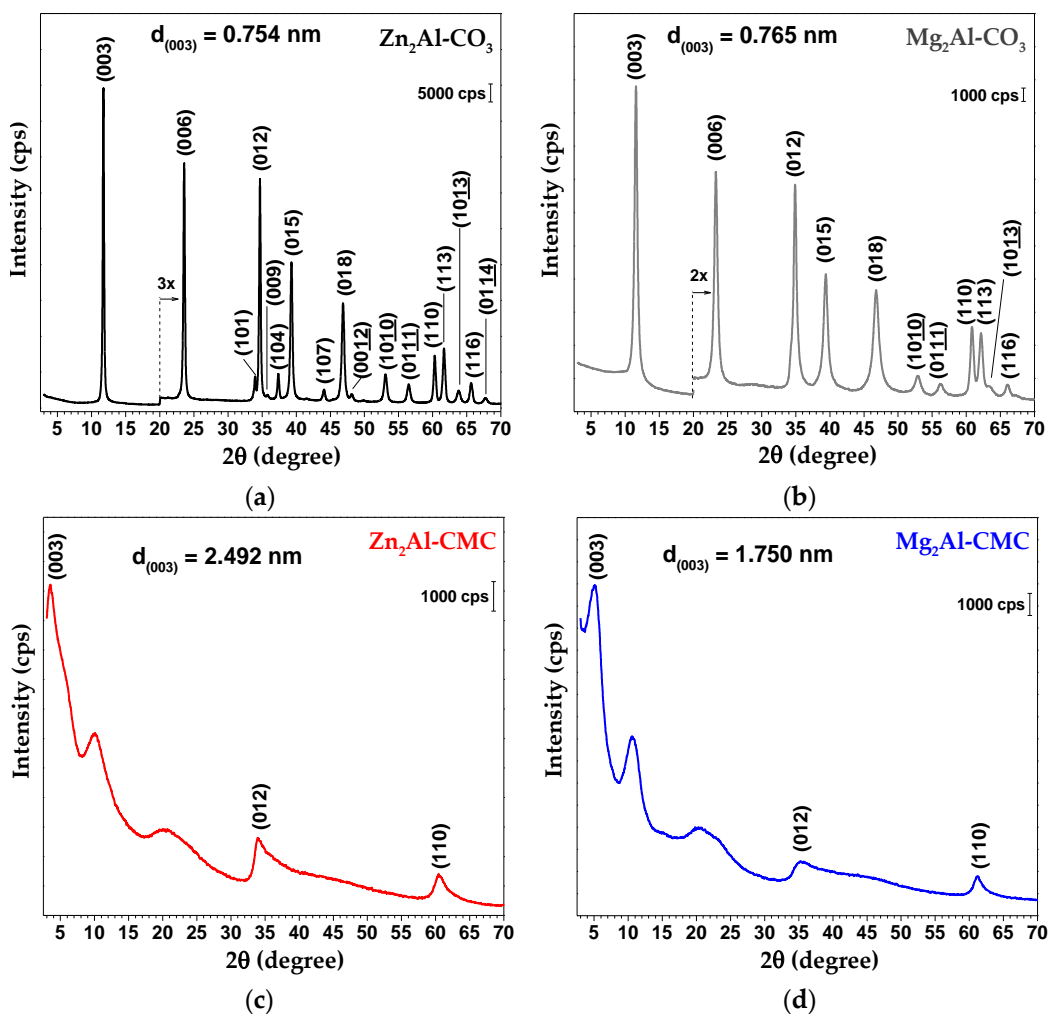 d(003) = 0.754 nm
Zn2Al-CO3
5000 cps
3x
(003)
(006)
(101)
(012)
(009)
(104)
(015)
(107)
(018)
(0012)
(1010)
(0111)
(110)
(113)
(1013)
(116)
(0114)
Intensity (cps)
5 10 15 20 25 30 35 40 45 50 55 60 65 70
2θ (degree)
(a)
d(003) = 0.765 nm
Mg2Al-CO3
1000 cps
2x
(003)
(006)
(012)
(015)
(018)
(1010)
(0111)
(110)
(113)
(1013)
(116)
Intensity (cps)
5 10 15 20 25 30 35 40 45 50 55 60 65 70
2θ (degree)
(b)
d(003) = 2.492 nm
Zn2Al-CMC
1000 cps
(003)
(012)
(110)
Intensity (cps)
5 10 15 20 25 30 35 40 45 50 55 60 65 70
2θ (degree)
(c)
d(003) = 1.750 nm
Mg2Al-CMC
1000 cps
(003)
(012)
(110)
Intensity (cps)
5 10 15 20 25 30 35 40 45 50 55 60 65 70
2θ (degree)
(d)